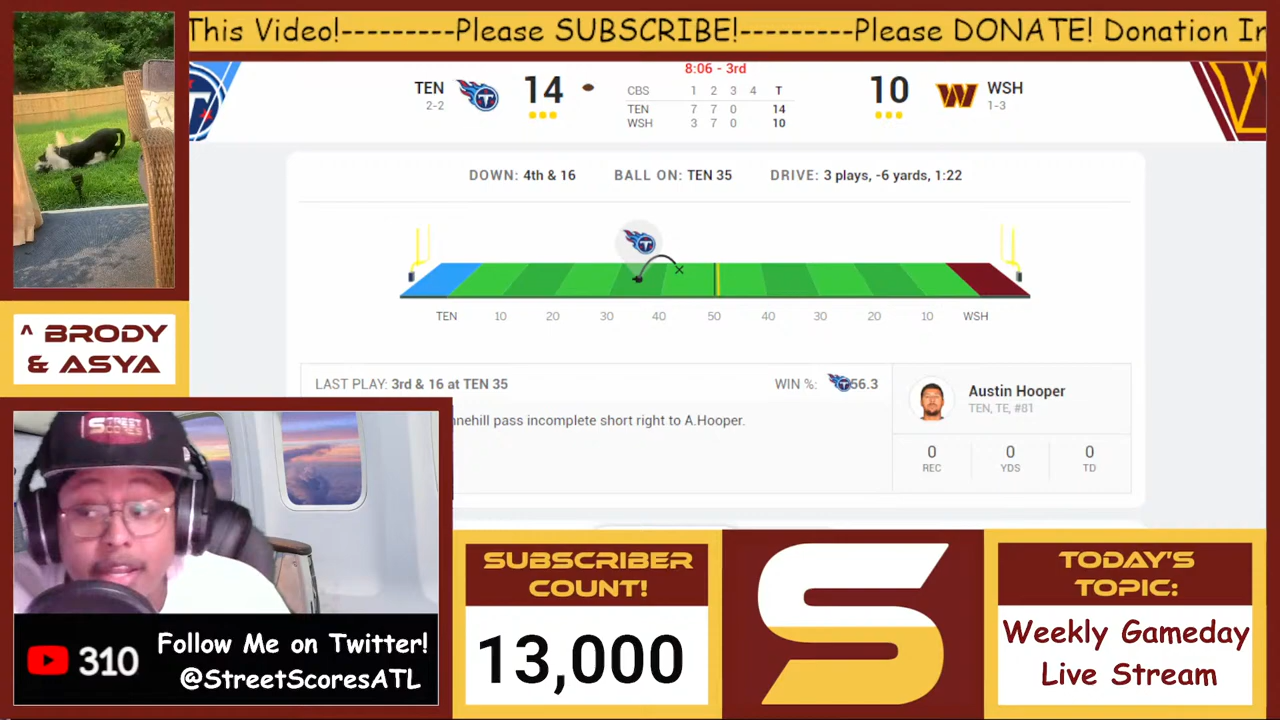 This Video!---------Please SUBSCRIBE!---------Please DONATE! Donation
TEN
2-2
14
8:06 - 3rd
CBS 1 2 3 4 T
TEN 7 7 0 14
WSH 3 7 0 10
10
WSH
1-3
DOWN: 4th & 16 BALL ON: TEN 35 DRIVE: 3 plays, -6 yards, 1:22
TEN 10 20 30 40 50 40 30 20 10 WSH
LAST PLAY: 3rd & 16 at TEN 35
WIN %: 56.3
nnehill pass incomplete short right to A.Hooper.
Austin Hooper
TEN, TE, #81
0 0 0
REC YDS TD
^ BRODY
& ASYA
STREET
SCORES
310
Follow Me on Twitter!
@StreetScoresATL
SUBSCRIBER
COUNT!
13,000
TODAY'S
TOPIC:
Weekly Gameday
Live Stream